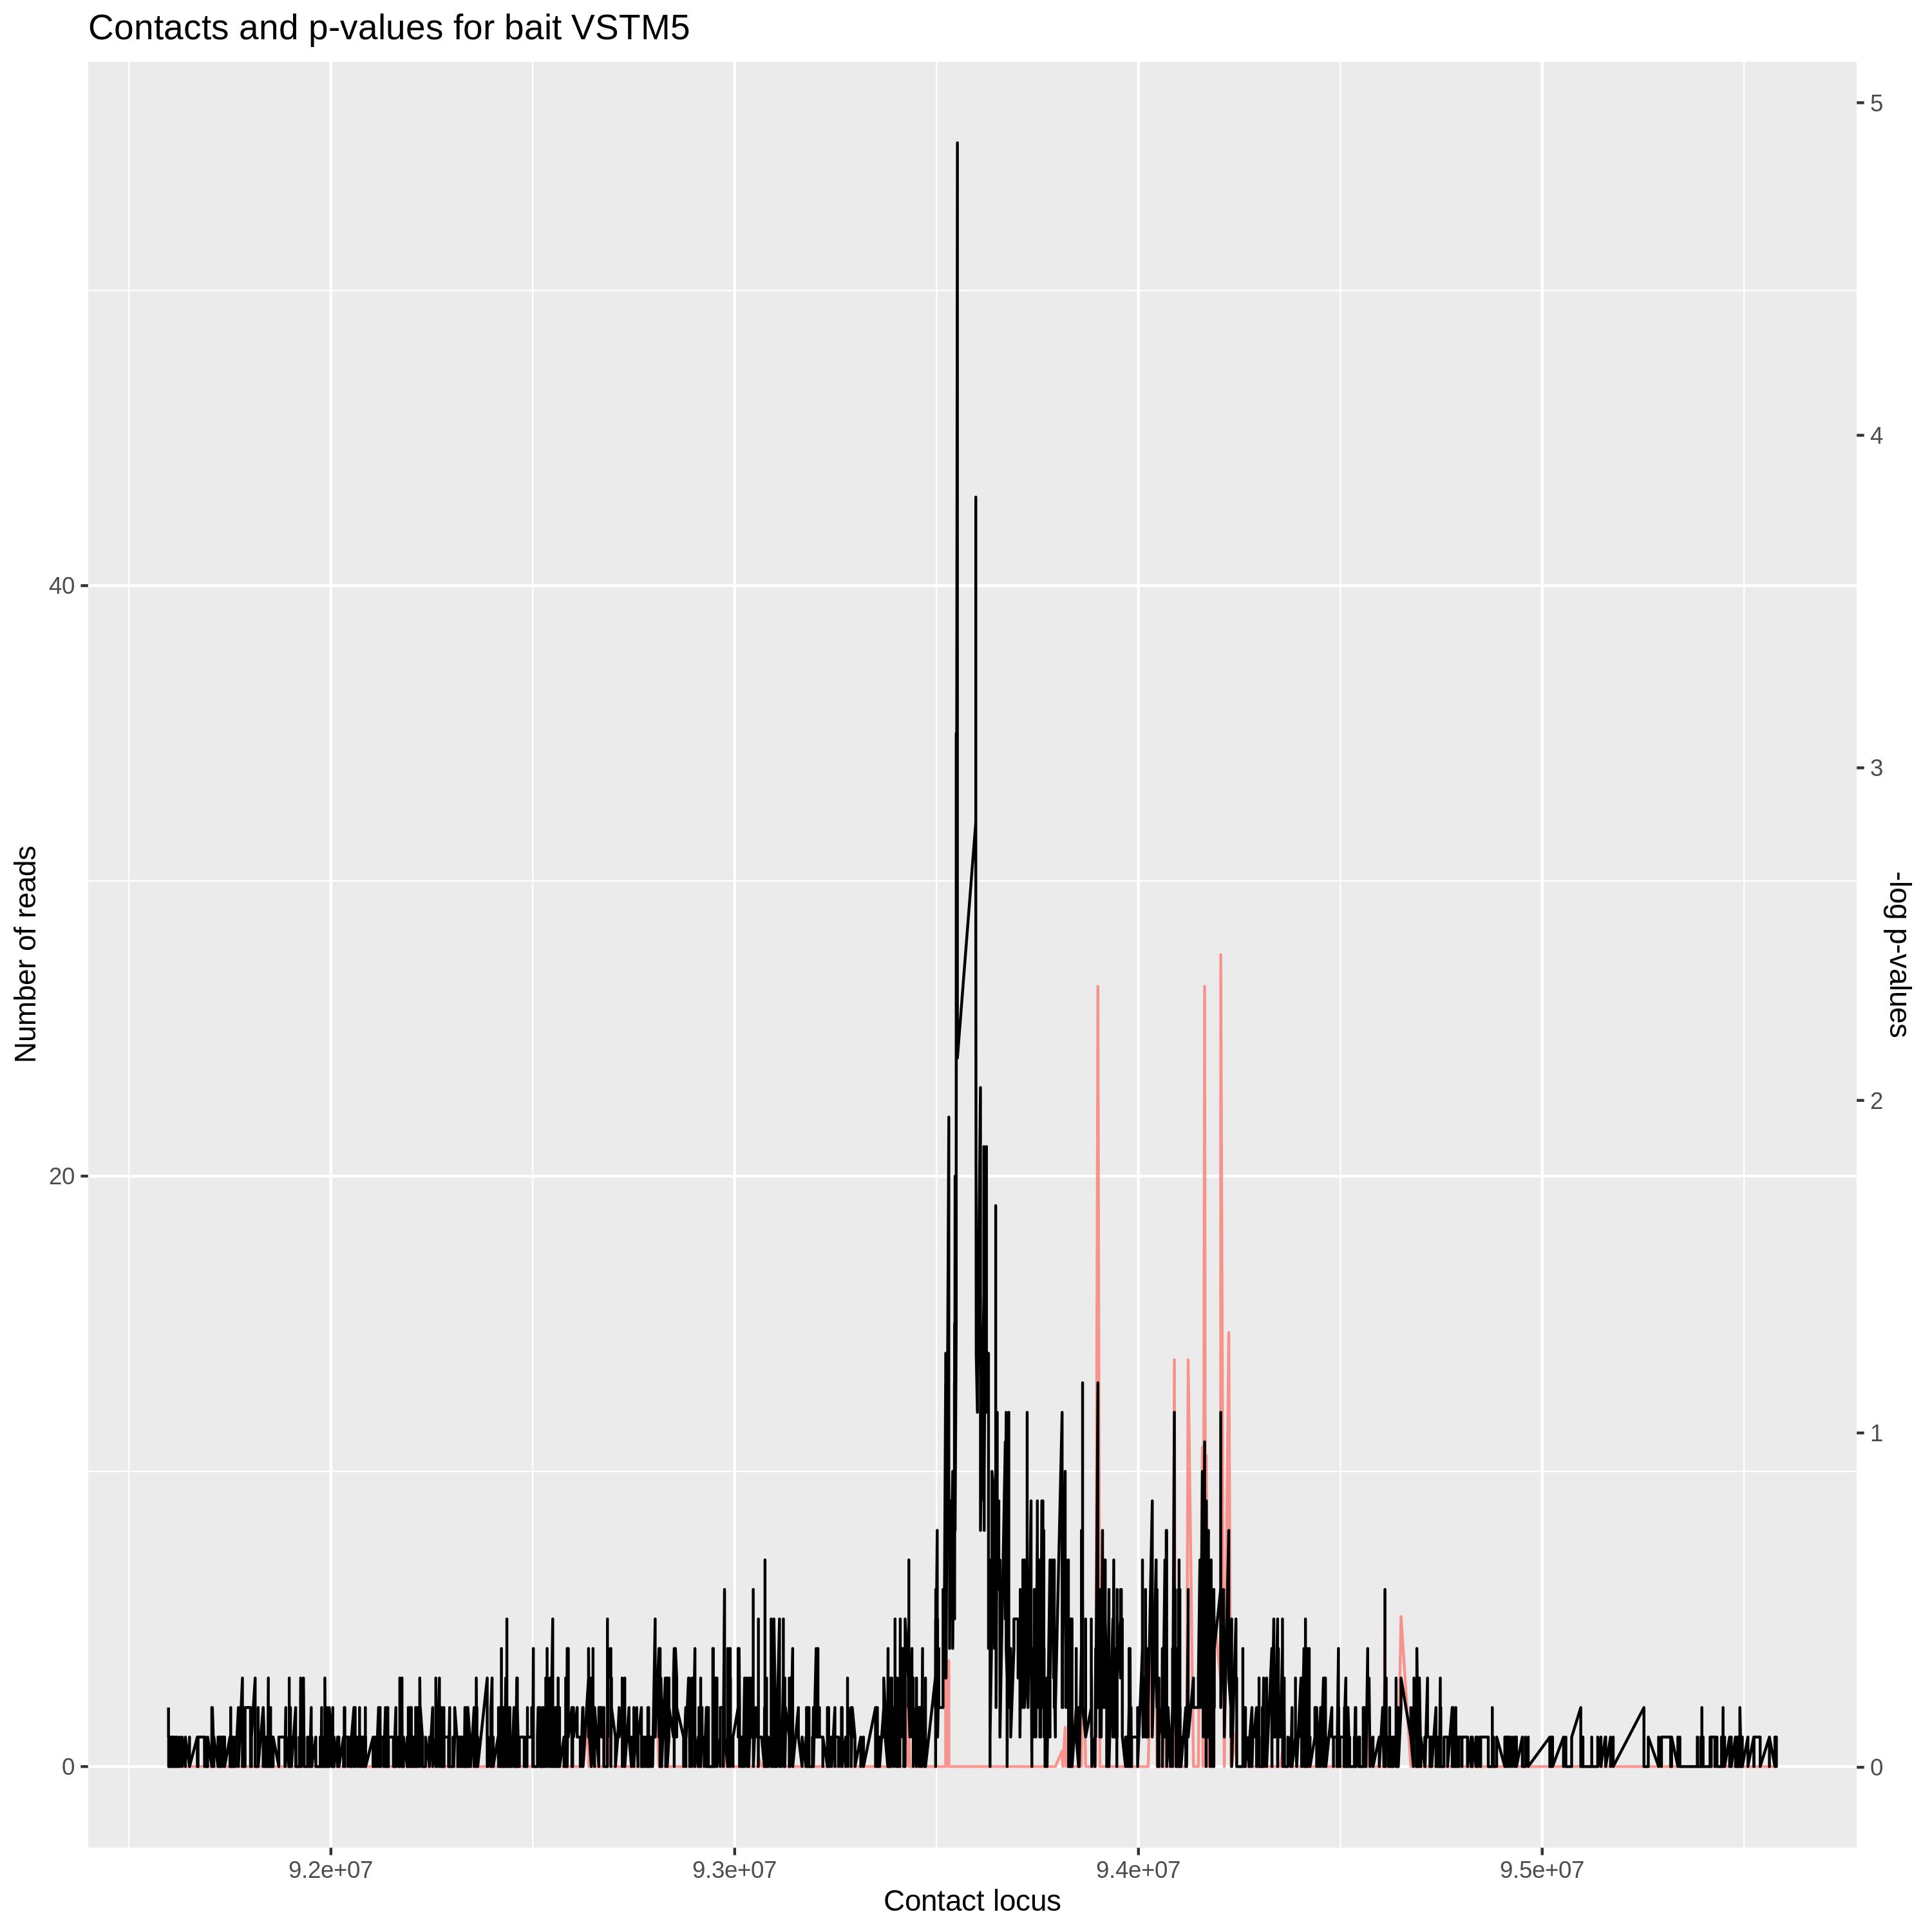 Contacts and p-values for bait VSTM5
Number of reads
40
20
0
5
4
3
2
1
0
-log p-values
9.2e+07
9.3e+07
9.4e+07
9.5e+07
Contact locus